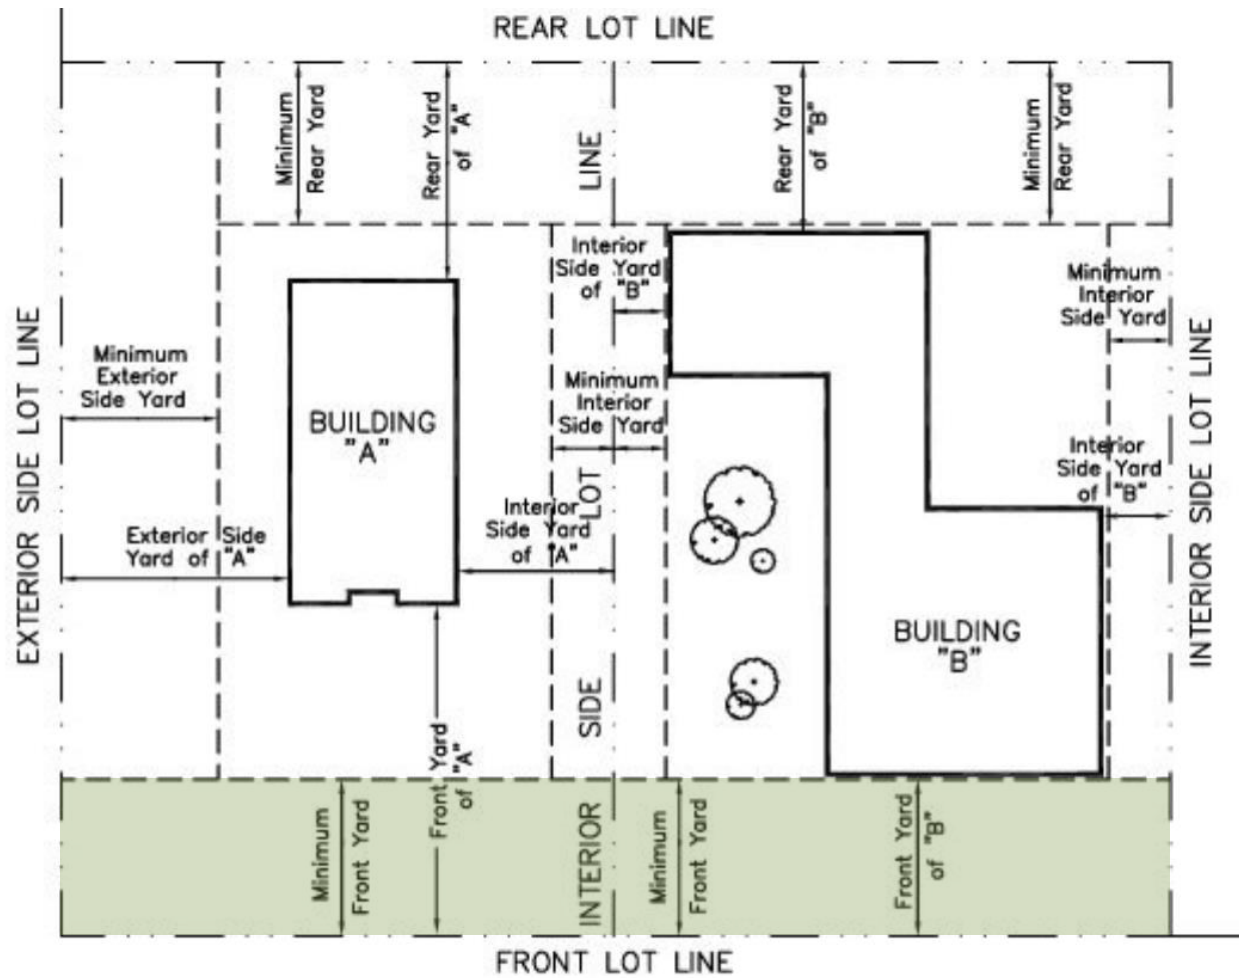 REAR LOT LINE
Minimum
Rear Yard
Rear Yard
of "A"
LINE
Rear Yard
of "B"
Minimum
Rear Yard
Interior
Side Yard
of "B"
Minimum
Interior
Side Yard
EXTERIOR SIDE LOT LINE
Minimum
Exterior
Side Yard
BUILDING
"A"
Minimum
Interior
Side Yard
INTERIOR SIDE LOT LINE
Interior
Side Yard
of "B"
LOT
Interior
Side Yard
of "A"
Exterior Side
Yard of "A"
BUILDING
"B"
SIDE
Front Yard
of "A"
Minimum
Front Yard
INTERIOR
Minimum
Front Yard
Front Yard
of "B"
FRONT LOT LINE